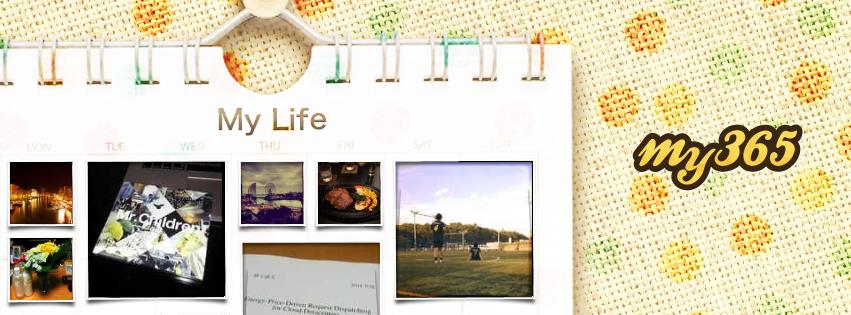 My Life
MON TUE WED THU FRI SAT SUN
my365
Mr.Children
Energy-Price-Driven Request Dispatching
for Cloud Datacenters